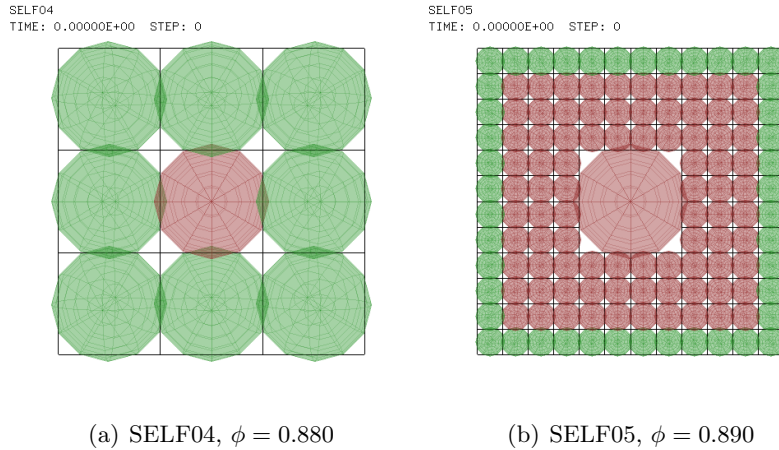 SELF04
TIME: 0.00000E+00 STEP: 0
SELF05
TIME: 0.00000E+00 STEP: 0
(a) SELF04, ϕ = 0.880
(b) SELF05, ϕ = 0.890